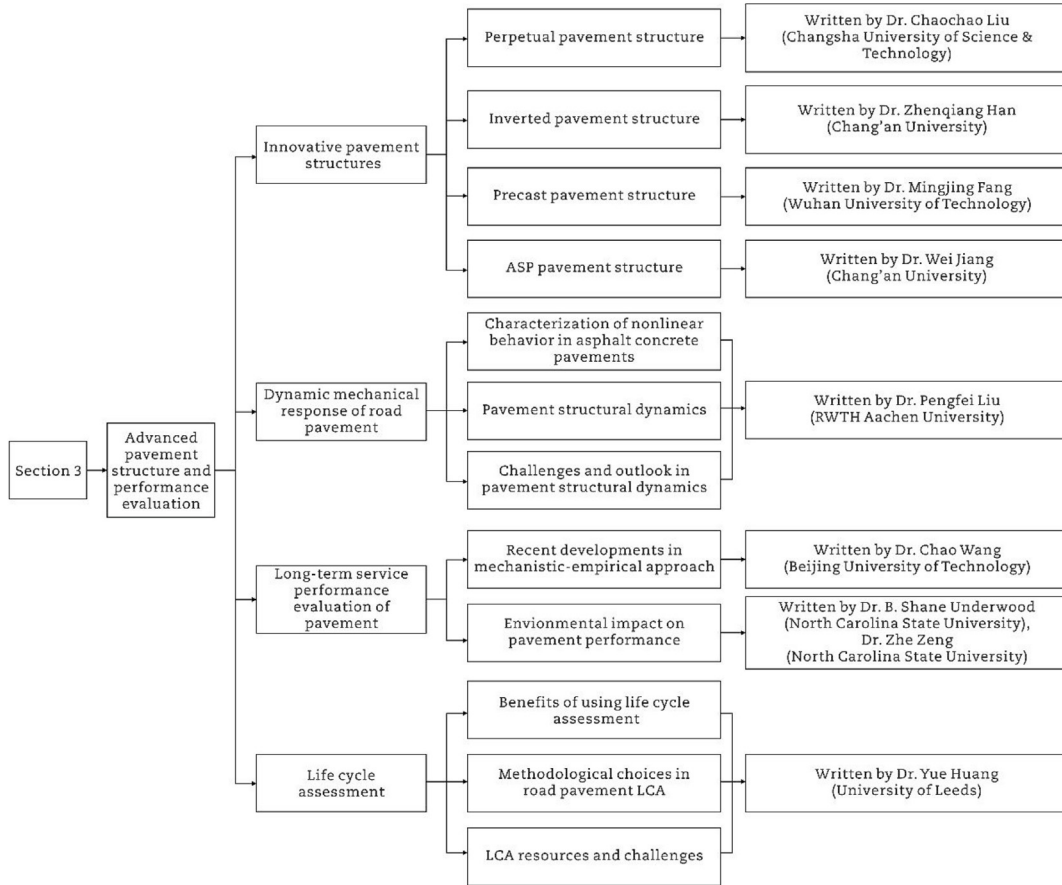 Section 3
Advanced
pavement
structure and
performance
evaluation
Innovative pavement
structures
Perpetual pavement structure
Written by Dr. Chaochao Liu
(Changsha University of Science &
Technology)
Inverted pavement structure
Written by Dr. Zhenqiang Han
(Chang'an University)
Precast pavement structure
Written by Dr. Mingjing Fang
(Wuhan University of Technology)
ASP pavement structure
Written by Dr. Wei Jiang
(Chang'an University)
Dynamic mechanical
response of road
pavement
Characterization of nonlinear
behavior in asphalt concrete
pavements
Pavement structural dynamics
Challenges and outlook in
pavement structural dynamics
Written by Dr. Pengfei Liu
(RWTH Aachen University)
Long-term service
performance
evaluation of
pavement
Recent developments in
mechanistic-empirical approach
Written by Dr. Chao Wang
(Beijing University of Technology)
Envionmental impact on
pavement performance
Written by Dr. B. Shane Underwood
(North Carolina State University),
Dr. Zhe Zeng
(North Carolina State University)
Life cycle
assessment
Benefits of using life cycle
assessment
Methodological choices in
road pavement LCA
LCA resources and challenges
Written by Dr. Yue Huang
(University of Leeds)